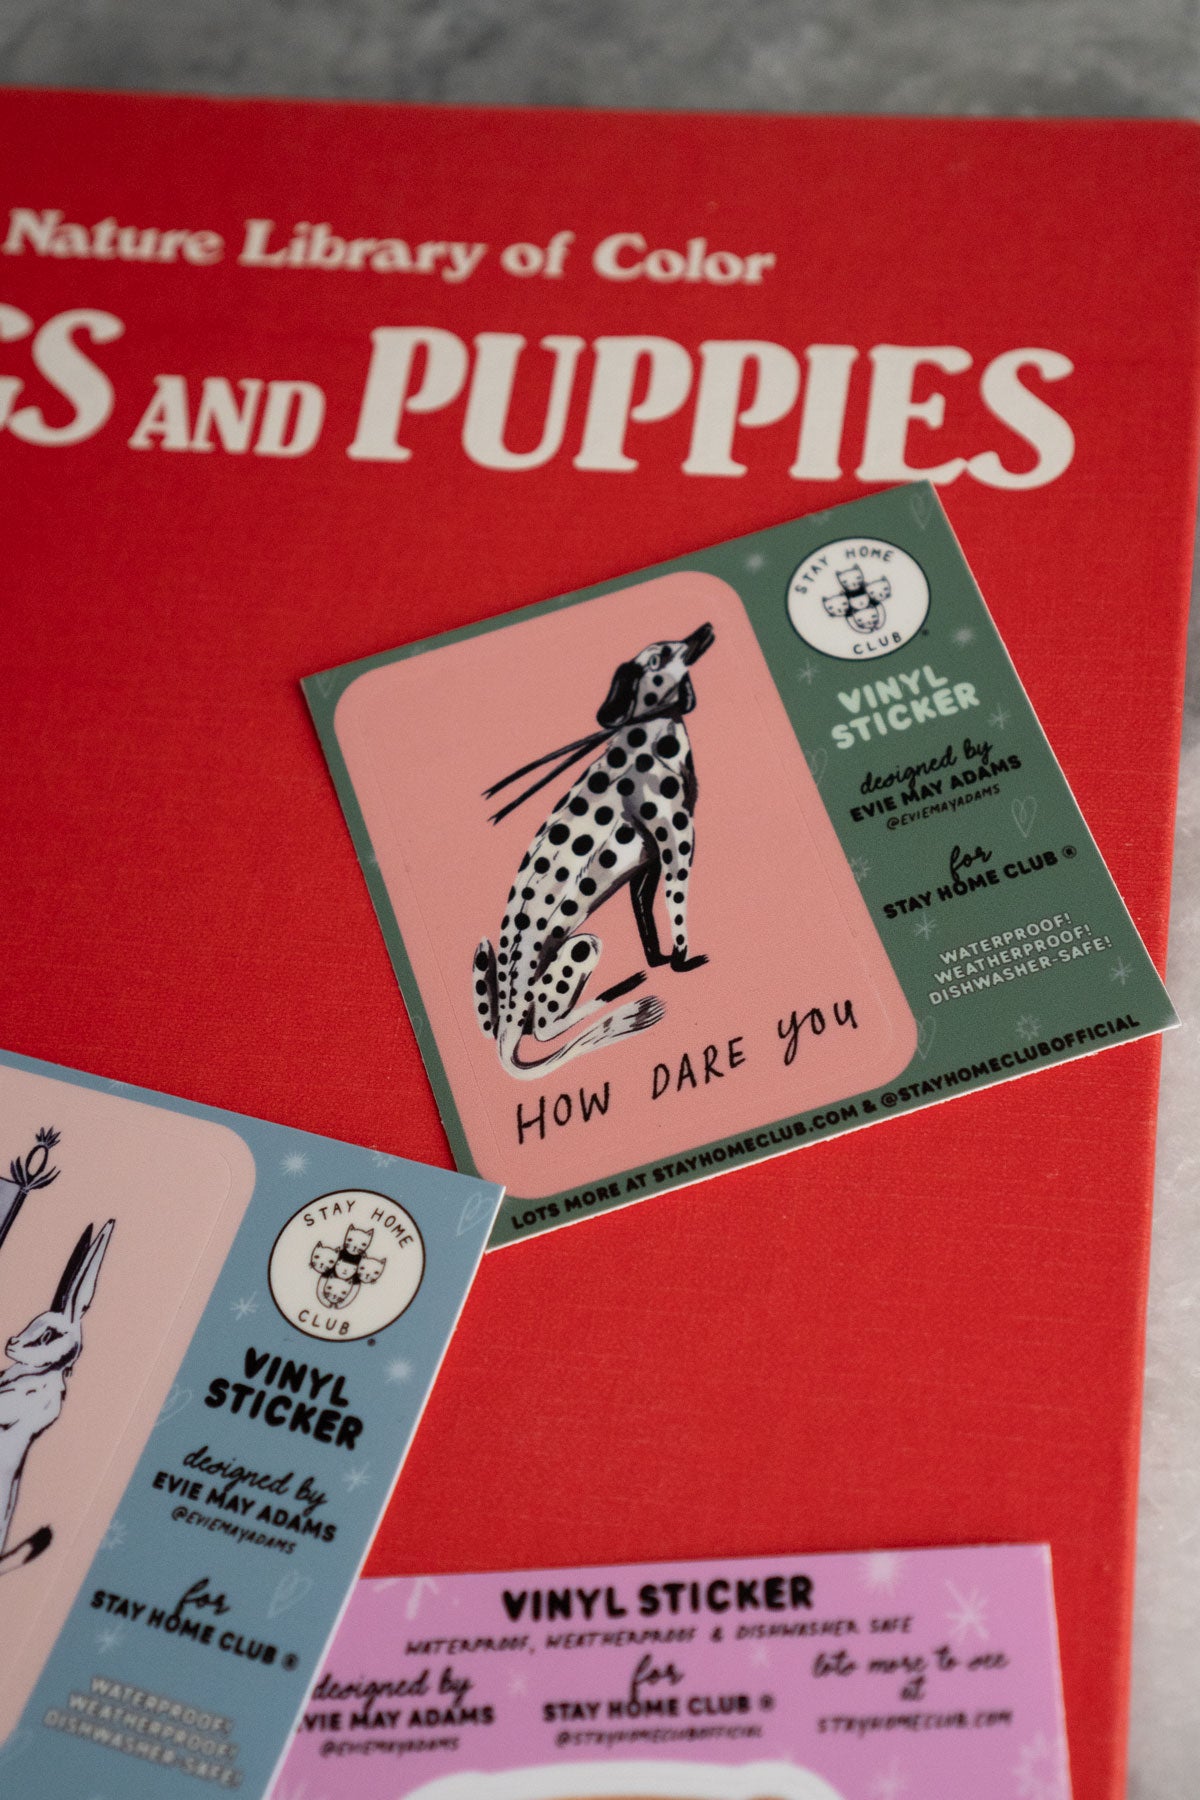 Nature Library of Color
GS AND PUPPIES
STAY HOME
CLUB
VINYL
STICKER
designed by
EVIE MAY ADAMS
@EVIEMAYADAMS
for
STAY HOME CLUB ®
WATERPROOF!
WEATHERPROOF!
DISHWASHER-SAFE!
HOW DARE YOU
LOTS MORE AT STAYHOMECLUB.COM & @STAYHOMECLUBOFFICIAL
STAY HOME
CLUB
VINYL
STICKER
designed by
EVIE MAY ADAMS
@EVIEMAYADAMS
for
STAY HOME CLUB ®
WATERPROOF!
WEATHERPROOF!
DISHWASHER-SAFE!
VINYL STICKER
WATERPROOF, WEATHERPROOF & DISHWASHER SAFE
designed by
VIE MAY ADAMS
@EVIEMAYADAMS
for
STAY HOME CLUB ®
@STAYHOMECLUBOFFICIAL
lots more to see
at
STAYHOMECLUB.COM